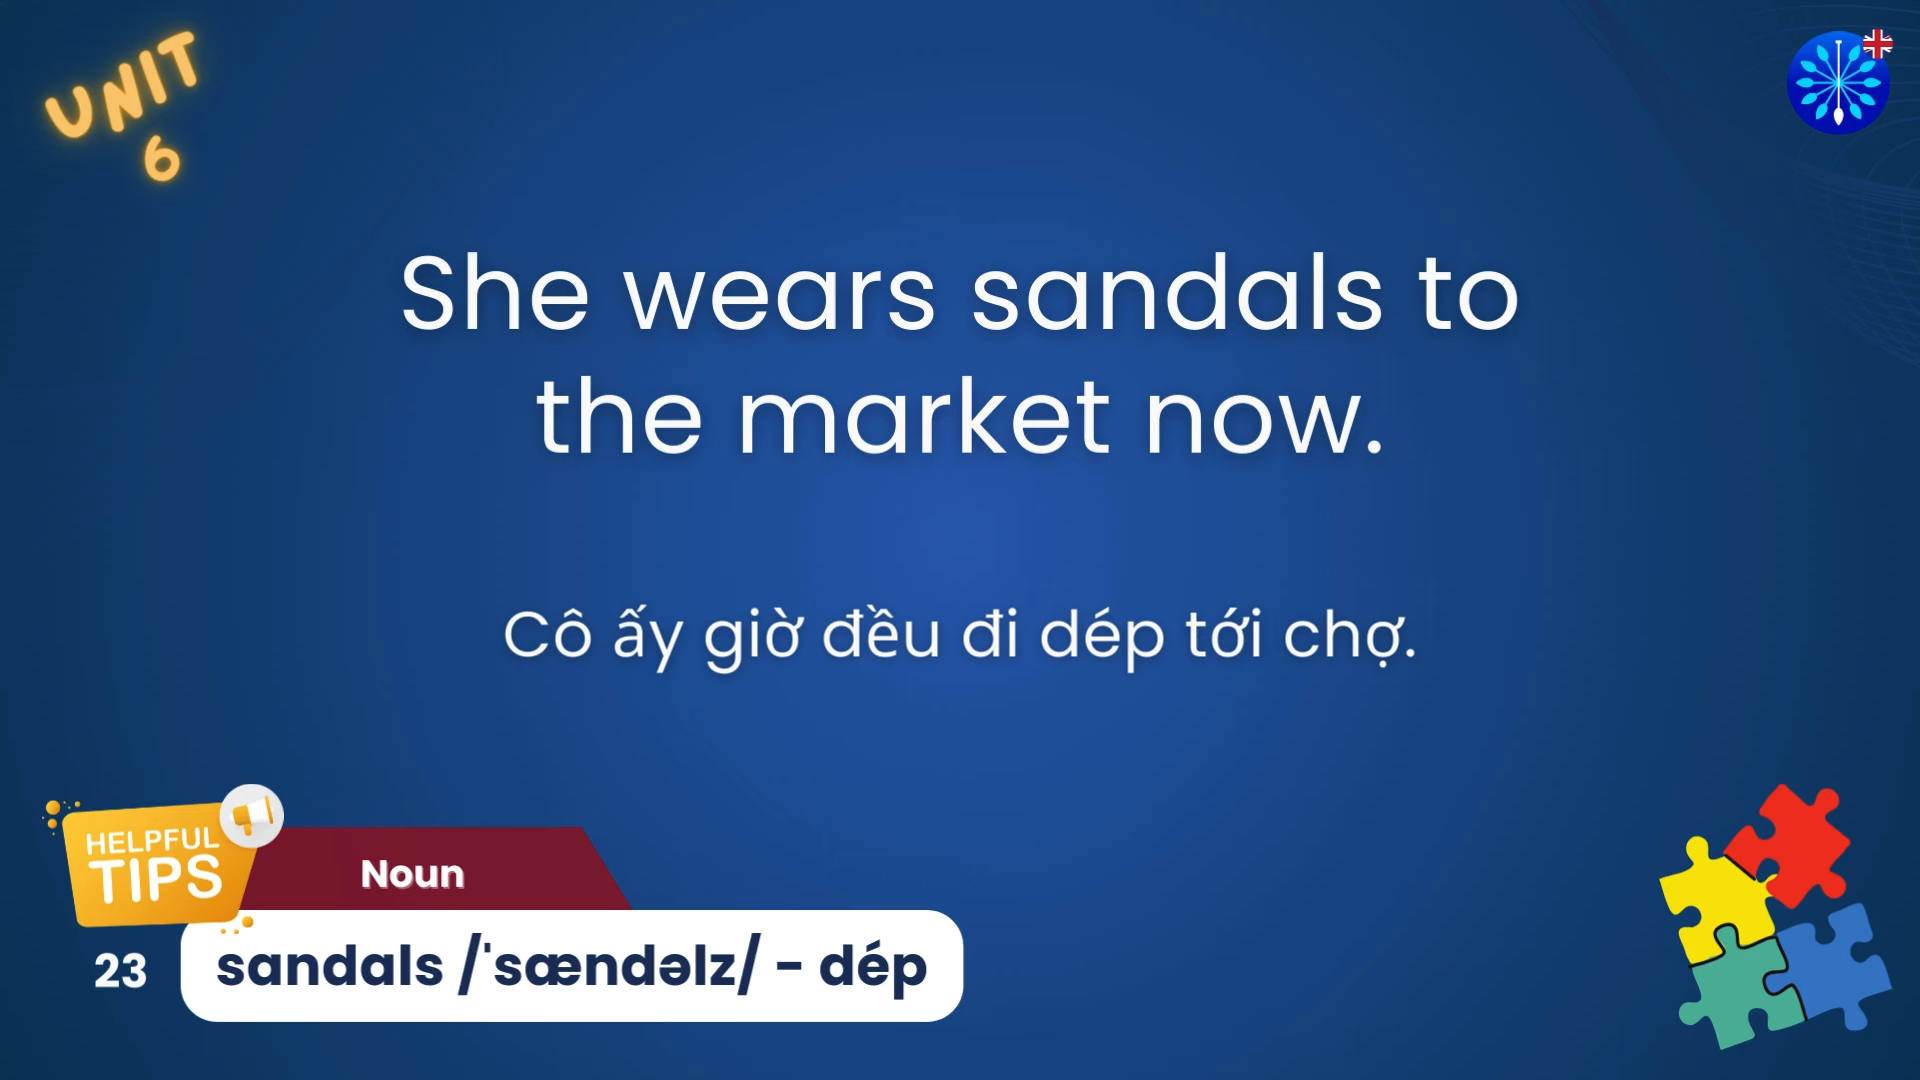 UNIT
6
She wears sandals to
the market now.
Cô ấy giờ đều đi dép tới chợ.
HELPFUL
TIPS
Noun
23
sandals /ˈsændəlz/ - dép